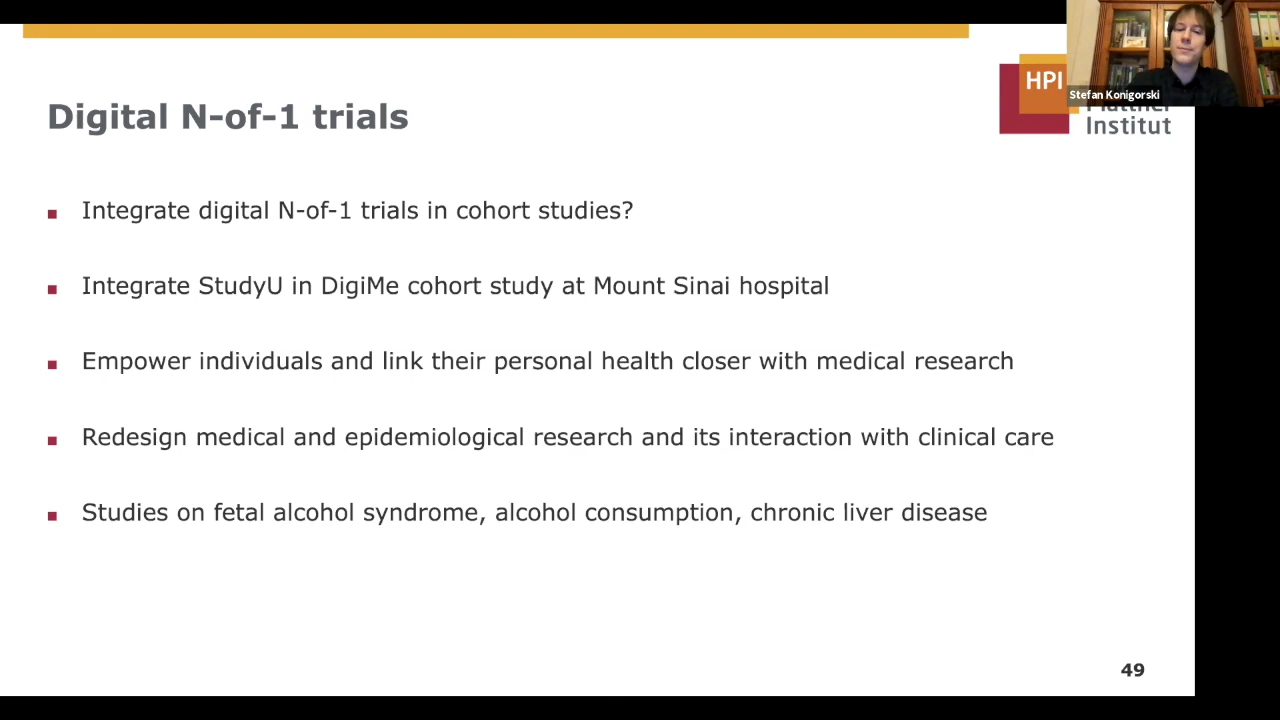 HPI
Stefan Konigorski
Institut
Digital N-of-1 trials
Integrate digital N-of-1 trials in cohort studies?
Integrate StudyU in DigiMe cohort study at Mount Sinai hospital
Empower individuals and link their personal health closer with medical research
Redesign medical and epidemiological research and its interaction with clinical care
Studies on fetal alcohol syndrome, alcohol consumption, chronic liver disease
49